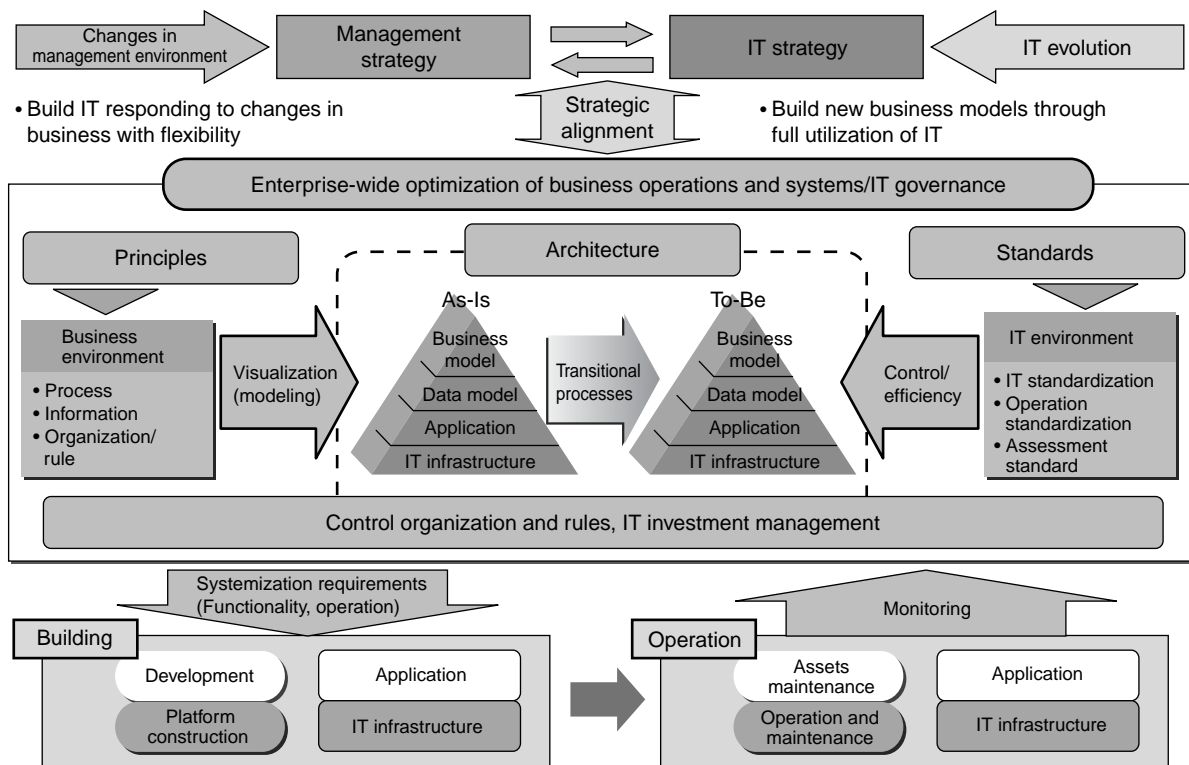 Changes in
management environment
Management
strategy
IT strategy
IT evolution
• Build IT responding to changes in
business with flexibility
Strategic
alignment
• Build new business models through
full utilization of IT
Enterprise-wide optimization of business operations and systems/IT governance
Principles
Architecture
Standards
Business
environment
• Process
• Information
• Organization/
rule
Visualization
(modeling)
As-Is
Business
model
Data model
Application
IT infrastructure
Transitional
processes
To-Be
Business
model
Data model
Application
IT infrastructure
Control/
efficiency
IT environment
• IT standardization
• Operation
standardization
• Assessment
standard
Control organization and rules, IT investment management
Systemization requirements
(Functionality, operation)
Monitoring
Building
Development
Platform
construction
Application
IT infrastructure
Operation
Assets
maintenance
Operation and
maintenance
Application
IT infrastructure